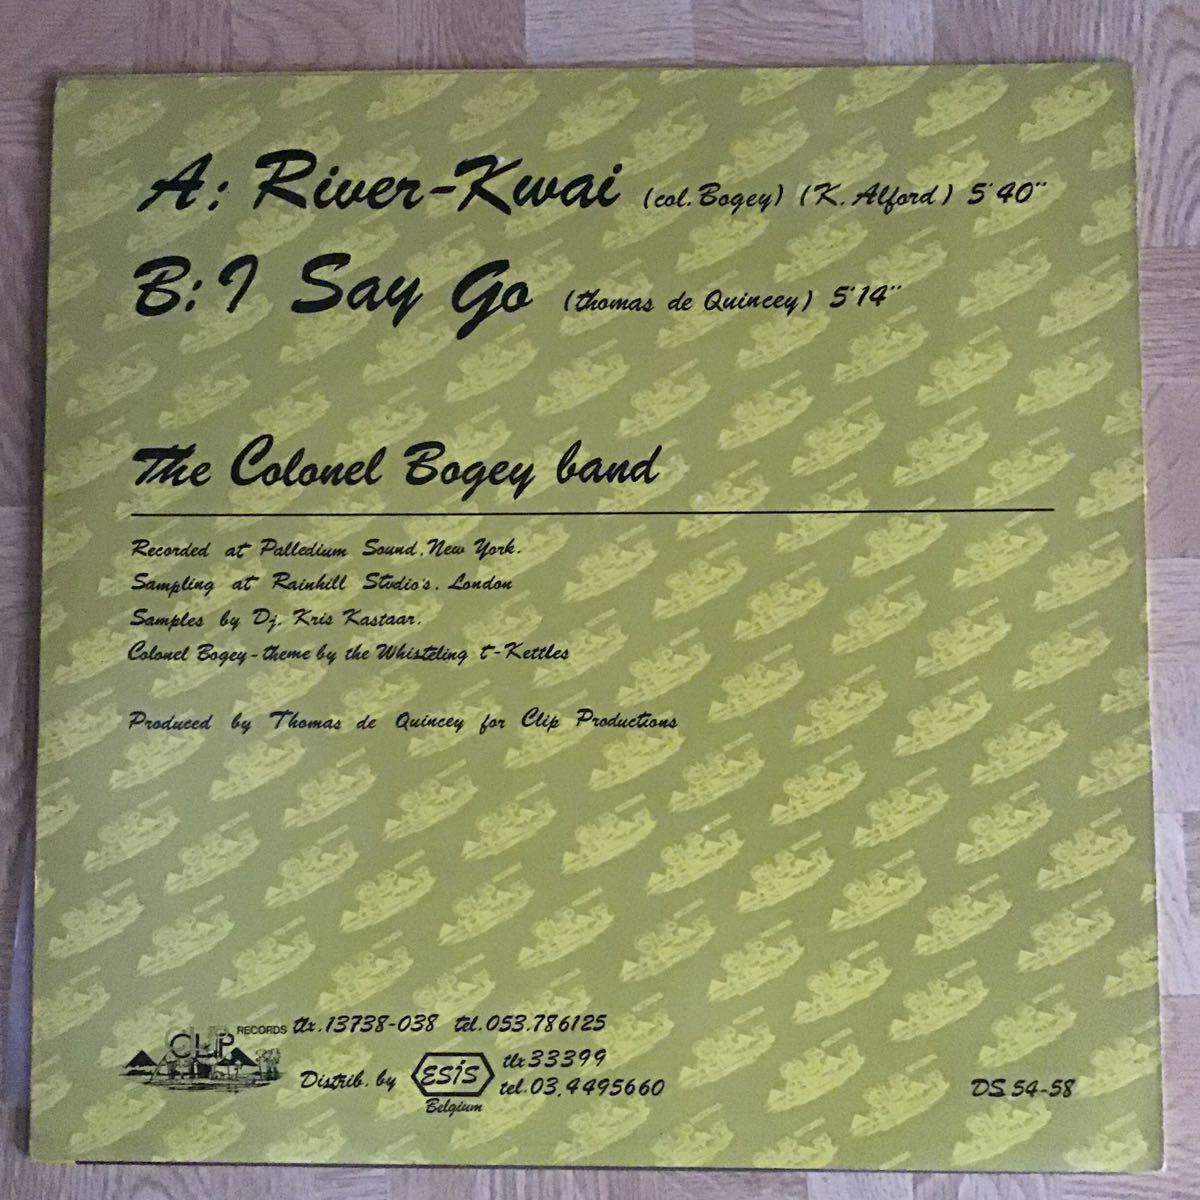 A: River-Kwai (col. Bogey) (K. Alford) 5'40''
B: I Say Go (thomas de Quincey) 5'14''
The Colonel Bogey band
Recorded at Palledium Sound, New York.
Sampling at Rainhill Studio's. London
Samples by Dj. Kris Kastaar.
Colonel Bogey-theme by the Whisteling t-Kettles
Produced by Thomas de Quincey for Clip Productions
CLIP RECORDS tlx.13738-038 tel.053.786125
Distrib. by ESIS Belgium tlx33399
tel.03.4495660
DS 54-58